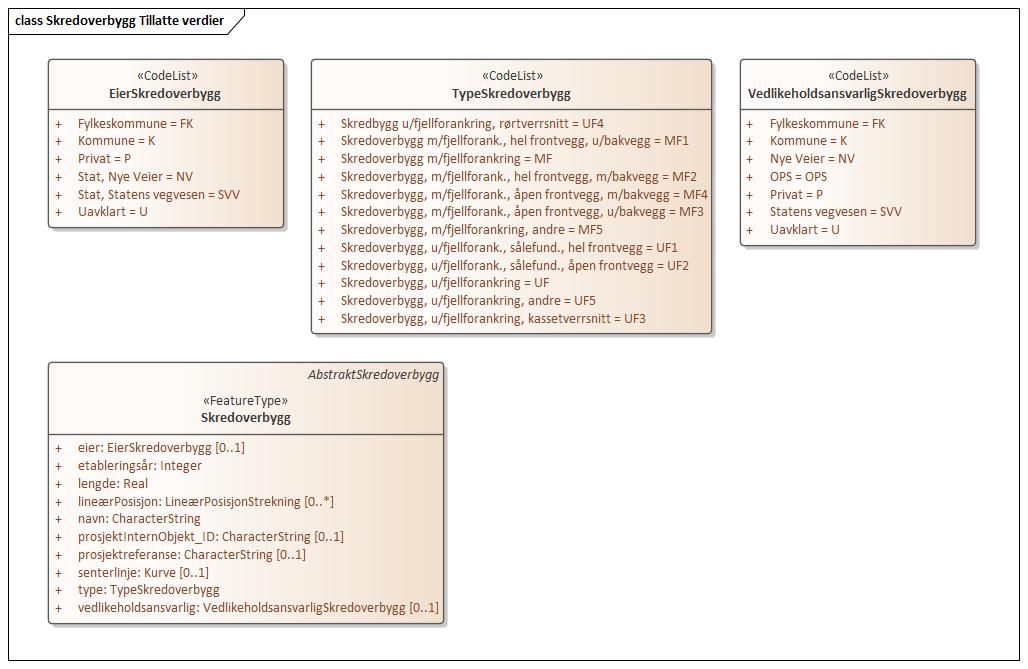 class Skredoverbygg Tillatte verdier
«CodeList»
EierSkredoverbygg
+ Fylkeskommune = FK
+ Kommune = K
+ Privat = P
+ Stat, Nye Veier = NV
+ Stat, Statens vegvesen = SVV
+ Uavklart = U
«CodeList»
TypeSkredoverbygg
+ Skredbygg u/fjellforankring, rørtverrsnitt = UF4
+ Skredoverbygg m/fjellforank., hel frontvegg, u/bakvegg = MF1
+ Skredoverbygg m/fjellforankring = MF
+ Skredoverbygg, m/fjellforank., hel frontvegg, m/bakvegg = MF2
+ Skredoverbygg, m/fjellforank., åpen frontvegg, m/bakvegg = MF4
+ Skredoverbygg, m/fjellforank., åpen frontvegg, u/bakvegg = MF3
+ Skredoverbygg, m/fjellforankring, andre = MF5
+ Skredoverbygg, u/fjellforank., sålefund., hel frontvegg = UF1
+ Skredoverbygg, u/fjellforank., sålefund., åpen frontvegg = UF2
+ Skredoverbygg, u/fjellforankring = UF
+ Skredoverbygg, u/fjellforankring, andre = UF5
+ Skredoverbygg, u/fjellforankring, kassetverrsnitt = UF3
«CodeList»
VedlikeholdsansvarligSkredoverbygg
+ Fylkeskommune = FK
+ Kommune = K
+ Nye Veier = NV
+ OPS = OPS
+ Privat = P
+ Statens vegvesen = SVV
+ Uavklart = U
AbstraktSkredoverbygg
«FeatureType»
Skredoverbygg
+ eier: EierSkredoverbygg [0..1]
+ etableringsår: Integer
+ lengde: Real
+ lineærPosisjon: LineærPosisjonStrekning [0..*]
+ navn: CharacterString
+ prosjektInternObjekt_ID: CharacterString [0..1]
+ prosjektreferanse: CharacterString [0..1]
+ senterlinje: Kurve [0..1]
+ type: TypeSkredoverbygg
+ vedlikeholdsansvarlig: VedlikeholdsansvarligSkredoverbygg [0..1]